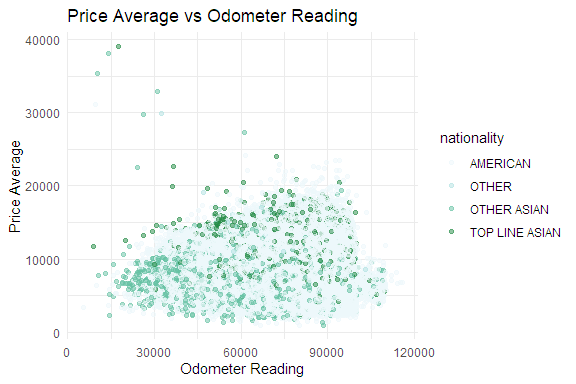 Price Average vs Odometer Reading
40000
30000
20000
10000
0
Price Average
0 30000 60000 90000 120000
Odometer Reading
nationality
AMERICAN
OTHER
OTHER ASIAN
TOP LINE ASIAN